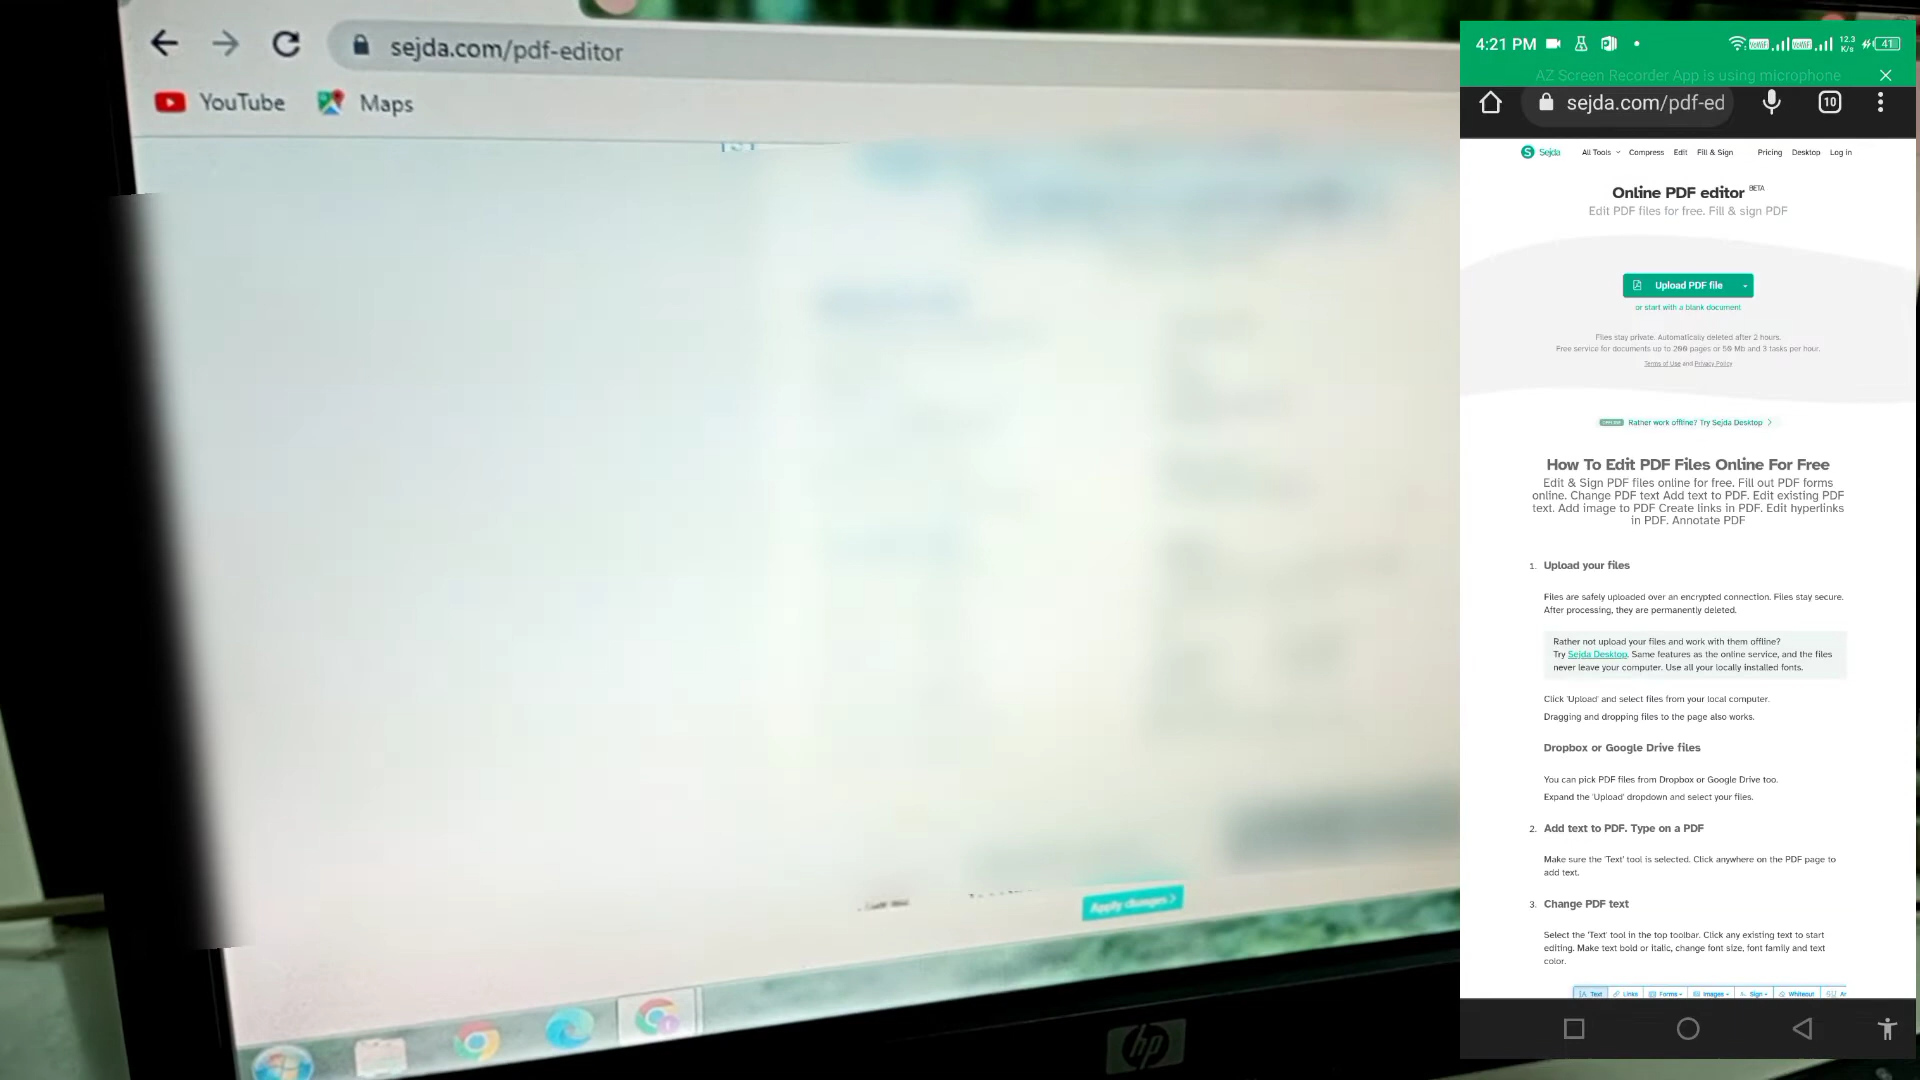 sejda.com/pdf-editor
YouTube
Maps
Apply changes >
hp
4:21 PM
12.3
K/s
41
AZ Screen Recorder App is using microphone
sejda.com/pdf-ed
10
Sejda
All Tools
Compress
Edit
Fill & Sign
Pricing
Desktop
Log in
Online PDF editor BETA
Edit PDF files for free. Fill & sign PDF
Upload PDF file
or start with a blank document
Files stay private. Automatically deleted after 2 hours.
Free service for documents up to 200 pages or 50 Mb and 3 tasks per hour.
Terms of Use and Privacy Policy
Rather work offline? Try Sejda Desktop
How To Edit PDF Files Online For Free
Edit & Sign PDF files online for free. Fill out PDF forms
online. Change PDF text Add text to PDF. Edit existing PDF
text. Add image to PDF Create links in PDF. Edit hyperlinks
in PDF. Annotate PDF
1. Upload your files
Files are safely uploaded over an encrypted connection. Files stay secure.
After processing, they are permanently deleted.
Rather not upload your files and work with them offline?
Try Sejda Desktop. Same features as the online service, and the files
never leave your computer. Use all your locally installed fonts.
Click 'Upload' and select files from your local computer.
Dragging and dropping files to the page also works.
Dropbox or Google Drive files
You can pick PDF files from Dropbox or Google Drive too.
Expand the 'Upload' dropdown and select your files.
2. Add text to PDF. Type on a PDF
Make sure the 'Text' tool is selected. Click anywhere on the PDF page to
add text.
3. Change PDF text
Select the 'Text' tool in the top toolbar. Click any existing text to start
editing. Make text bold or italic, change font size, font family and text
color.
Text
Links
Forms
Images
Sign
Whiteout